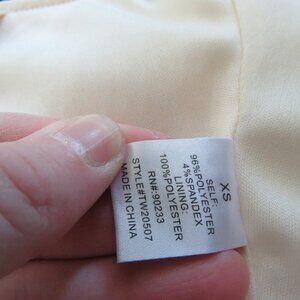 XS
SELF:
96%POLYESTER
4%SPANDEX
LINING:
100%POLYESTER
RN#:90233
STYLE#TW20507
MADE IN CHINA